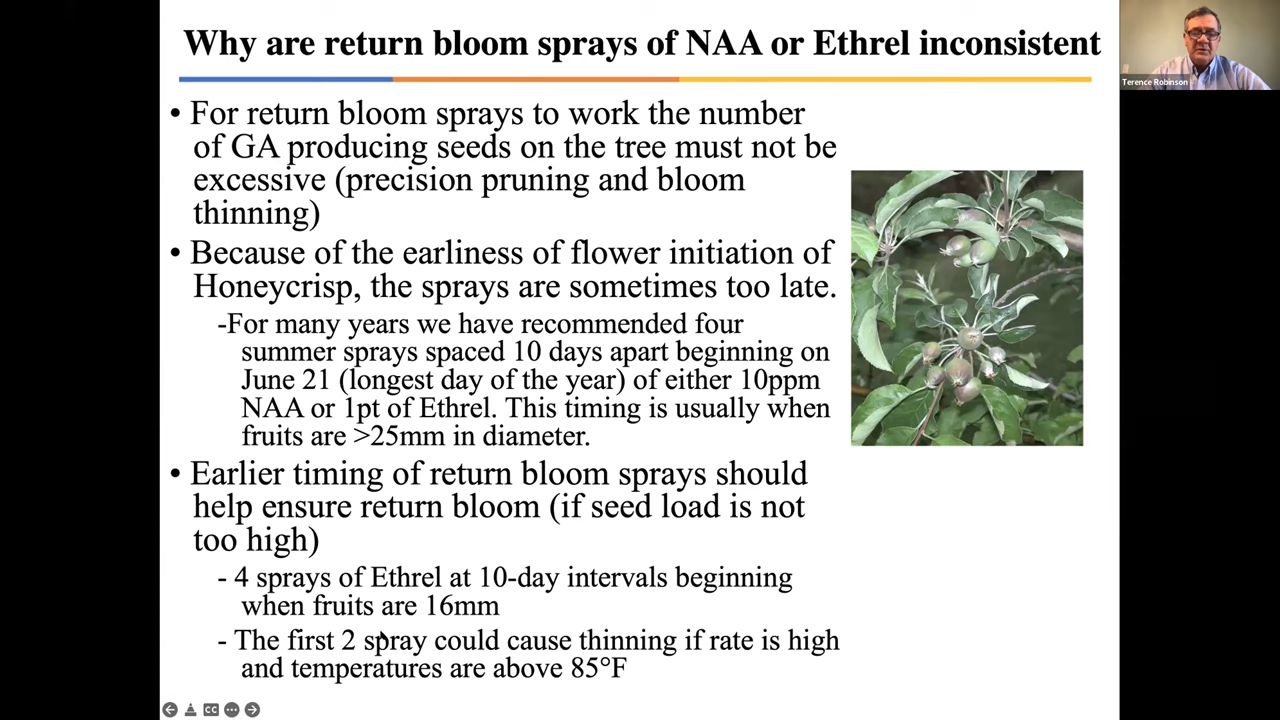 Why are return bloom sprays of NAA or Ethrel inconsistent
Terence Robinson
• For return bloom sprays to work the number
of GA producing seeds on the tree must not be
excessive (precision pruning and bloom
thinning)
• Because of the earliness of flower initiation of
Honeycrisp, the sprays are sometimes too late.
-For many years we have recommended four
summer sprays spaced 10 days apart beginning on
June 21 (longest day of the year) of either 10ppm
NAA or 1pt of Ethrel. This timing is usually when
fruits are >25mm in diameter.
• Earlier timing of return bloom sprays should
help ensure return bloom (if seed load is not
too high)
- 4 sprays of Ethrel at 10-day intervals beginning
when fruits are 16mm
- The first 2 spray could cause thinning if rate is high
and temperatures are above 85°F
CC